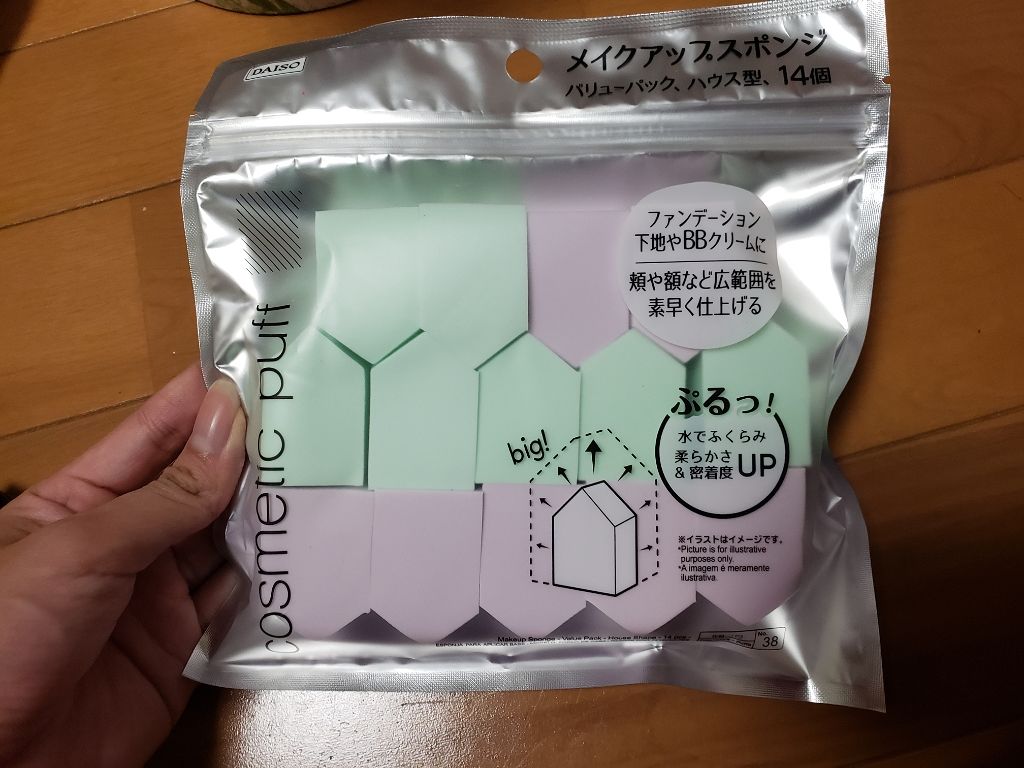 DAISO
メイクアップスポンジ
バリューパック、ハウス型、14個
cosmetic puff
ファンデーション
下地やBBクリームに
頬や額など広範囲を
素早く仕上げる
ぷるっ!
水でふくらみ
柔らかさ
& 密着度 UP
big!
※イラストはイメージです。
*Picture is for illustrative
purposes only.
*A imagem é meramente
ilustrativa.
Makeup Sponge - Value Pack - House Shape - 14 pcs -
ESPONJA PARA APLICAR BASE
No.
38